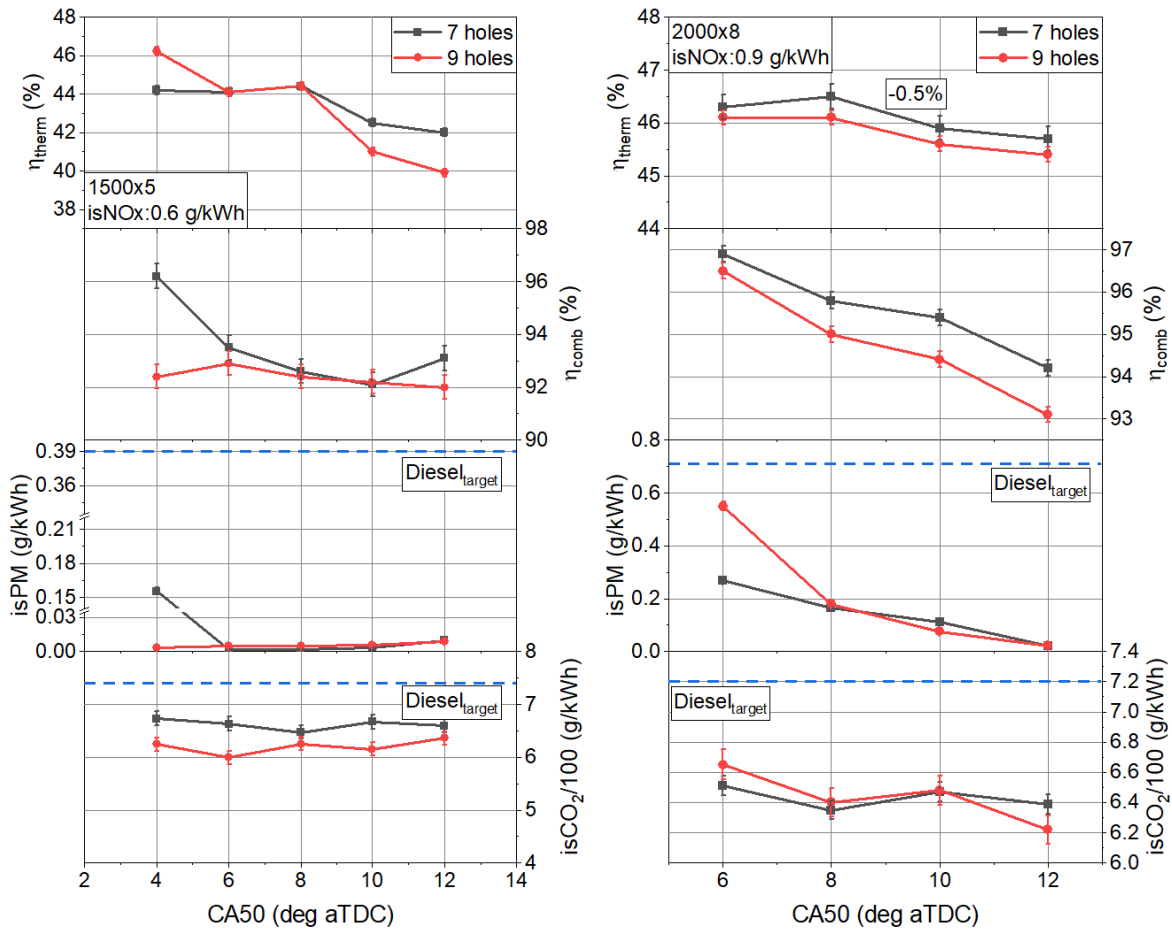 48
46
44
42
40
38
η_therm (%)
7 holes
9 holes
1500x5
isNOx:0.6 g/kWh
98
96
94
92
90
η_comb (%)
0.39
0.36
0.21
0.18
0.15
0.03
0.00
isPM (g/kWh)
Diesel_target
8
7
6
5
4
isCO₂/100 (g/kWh)
Diesel_target
2
4
6
8
10
12
14
CA50 (deg aTDC)
48
47
46
45
44
η_therm (%)
2000x8
isNOx:0.9 g/kWh
7 holes
9 holes
-0.5%
97
96
95
94
93
η_comb (%)
0.8
0.6
0.4
0.2
0.0
isPM (g/kWh)
Diesel_target
7.4
7.2
7.0
6.8
6.6
6.4
6.2
6.0
isCO₂/100 (g/kWh)
Diesel_target
6
8
10
12
CA50 (deg aTDC)